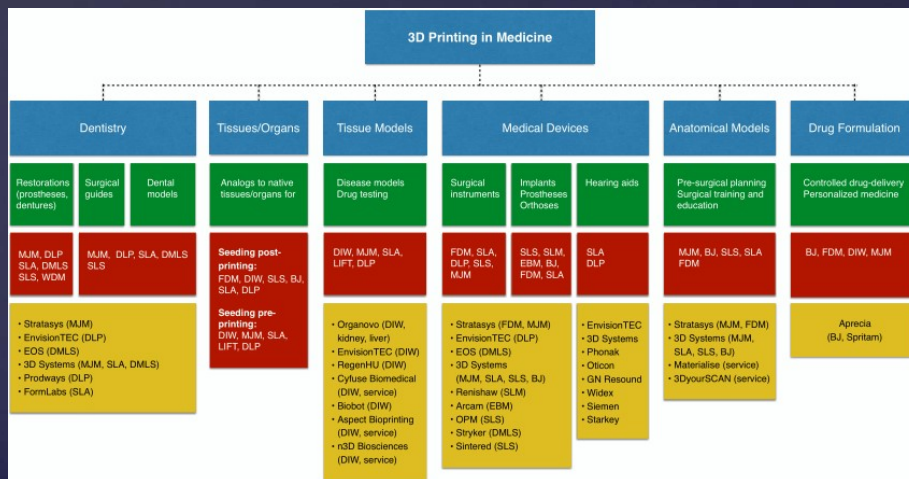 3D Printing in Medicine
Dentistry
Tissues/Organs
Tissue Models
Medical Devices
Anatomical Models
Drug Formulation
Restorations
(prostheses,
dentures)
Surgical
guides
Dental
models
Analogs to native
tissues/organs for
Disease models
Drug testing
Surgical
instruments
Implants
Prostheses
Orthoses
Hearing aids
Pre-surgical planning
Surgical training and
education
Controlled drug-delivery
Personalized medicine
MJM, DLP
SLA, DMLS
SLS, WDM
MJM, DLP, SLA, DMLS
SLS
Seeding post-
printing:
FDM, DIW, SLS, BJ,
SLA, DLP
Seeding pre-
printing:
DIW, MJM, SLA,
LIFT, DLP
DIW, MJM, SLA,
LIFT, DLP
FDM, SLA,
DLP, SLS,
MJM
SLS, SLM,
EBM, BJ,
FDM, SLA
SLA
DLP
MJM, BJ, SLS, SLA
FDM
BJ, FDM, DIW, MJM
• Stratasys (MJM)
• EnvisionTEC (DLP)
• EOS (DMLS)
• 3D Systems (MJM, SLA, DMLS)
• Prodways (DLP)
• FormLabs (SLA)
• Organovo (DIW,
kidney, liver)
• EnvisionTEC (DIW)
• RegenHU (DIW)
• Cyfuse Biomedical
(DIW, service)
• Biobot (DIW)
• Aspect Bioprinting
(DIW, service)
• n3D Biosciences
(DIW, service)
• Stratasys (FDM, MJM)
• EnvisionTEC (DLP)
• EOS (DMLS)
• 3D Systems
(MJM, SLA, SLS, BJ)
• Renishaw (SLM)
• Arcam (EBM)
• OPM (SLS)
• Stryker (DMLS)
• Sintered (SLS)
• EnvisionTEC
• 3D Systems
• Phonak
• Oticon
• GN Resound
• Widex
• Siemen
• Starkey
• Stratasys (MJM, FDM)
• 3D Systems (MJM,
SLA, SLS, BJ)
• Materialise (service)
• 3DyourSCAN (service)
Aprecia
(BJ, Spritam)